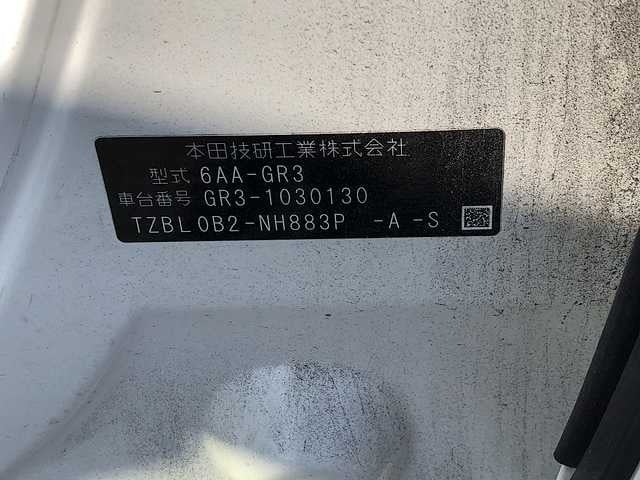 本田技研工業株式会社
型式 6AA-GR3
車台番号 GR3-1030130
TZBL0B2-NH883P -A -S